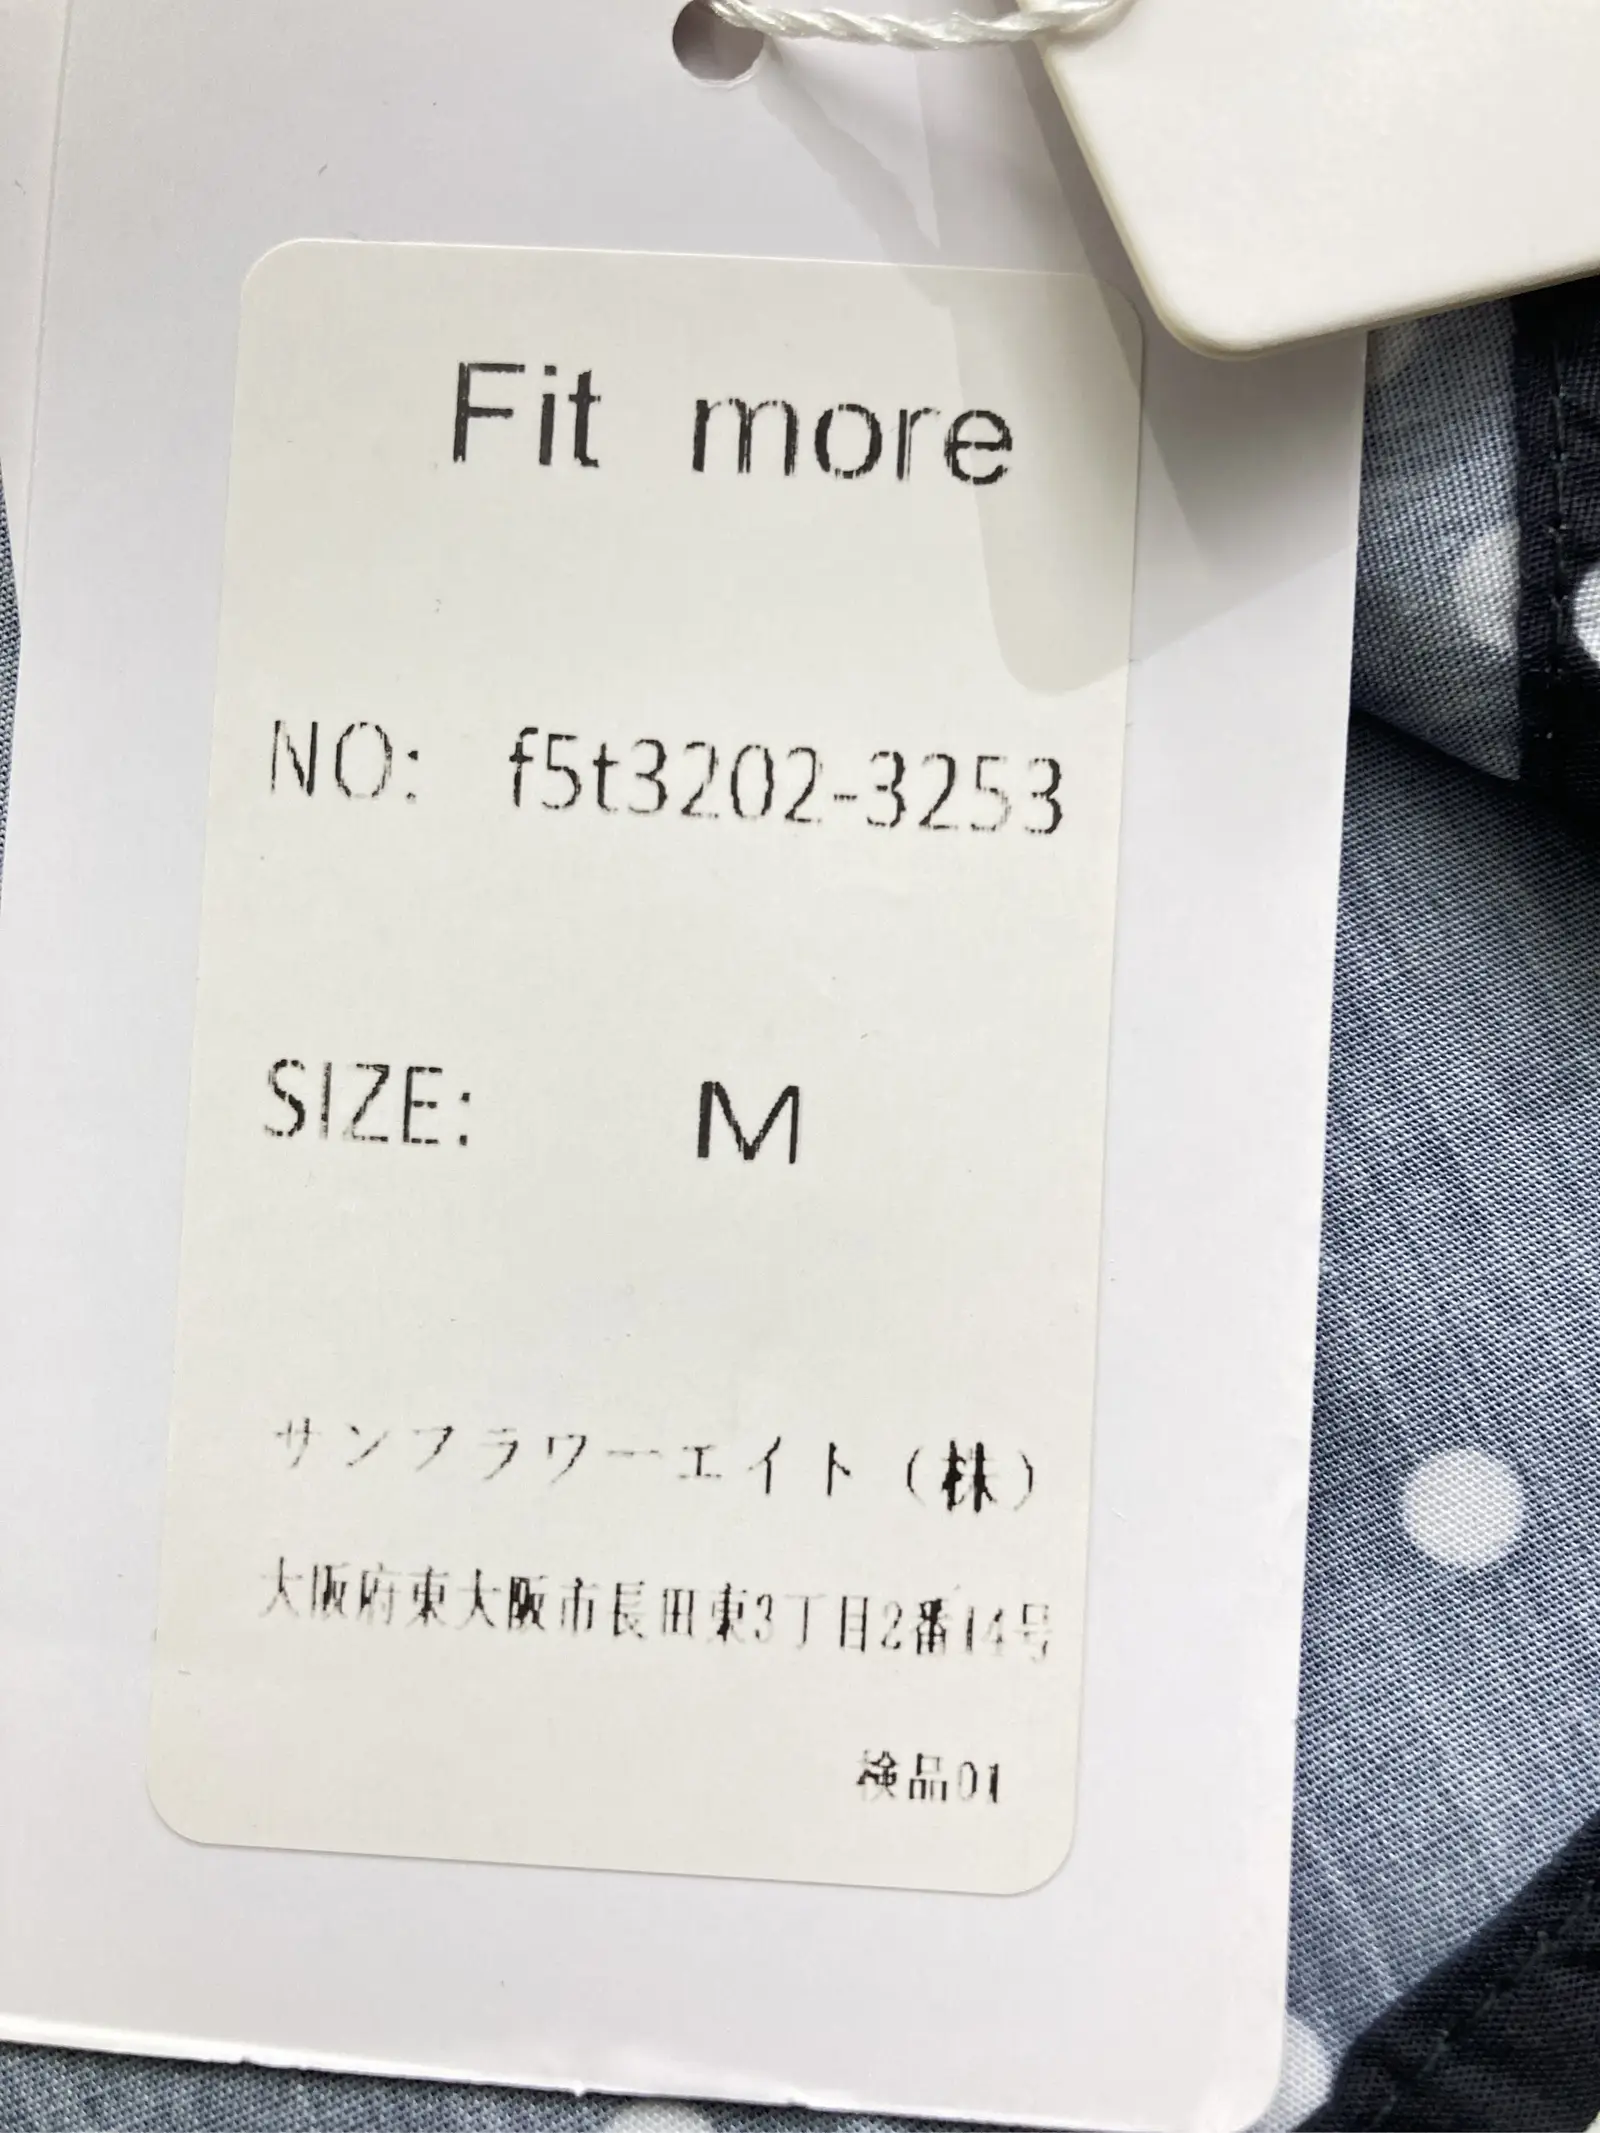 Fit more
NO: f5t3202-3253
SIZE: M
サンフラワーエイト（株）
大阪府東大阪市長田東3丁目2番14号
検品01